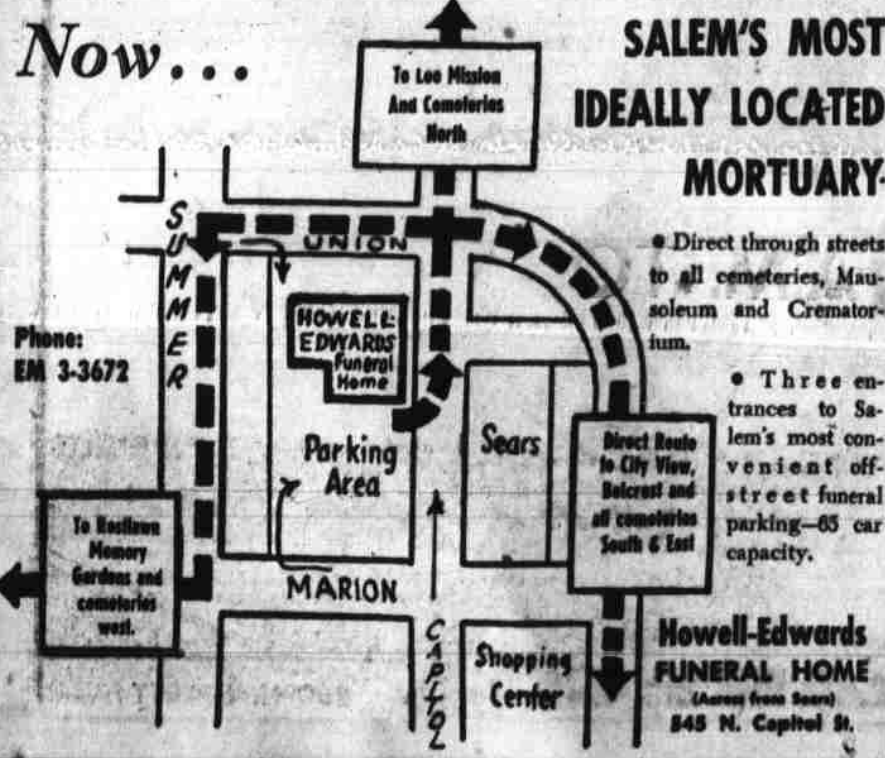 Now...
SALEM'S MOST
IDEALLY LOCATED
MORTUARY
To Lee Mission
And Cemeteries
North
SUMMER
UNION
• Direct through streets
to all cemeteries, Mau-
soleum and Cremator-
ium.
Phone:
EM 3-3672
HOWELL-
EDWARDS
Funeral
Home
• Three en-
trances to Sa-
lem's most con-
venient off-
street funeral
parking—65 car
capacity.
Parking
Area
Sears
Direct Route
to City View,
Belcrest and
all cemeteries
South & East
To Restlawn
Memory
Gardens and
cemeteries
west.
MARION
CAPITOL
Shopping
Center
Howell-Edwards
FUNERAL HOME
(Across from Sears)
545 N. Capitol St.